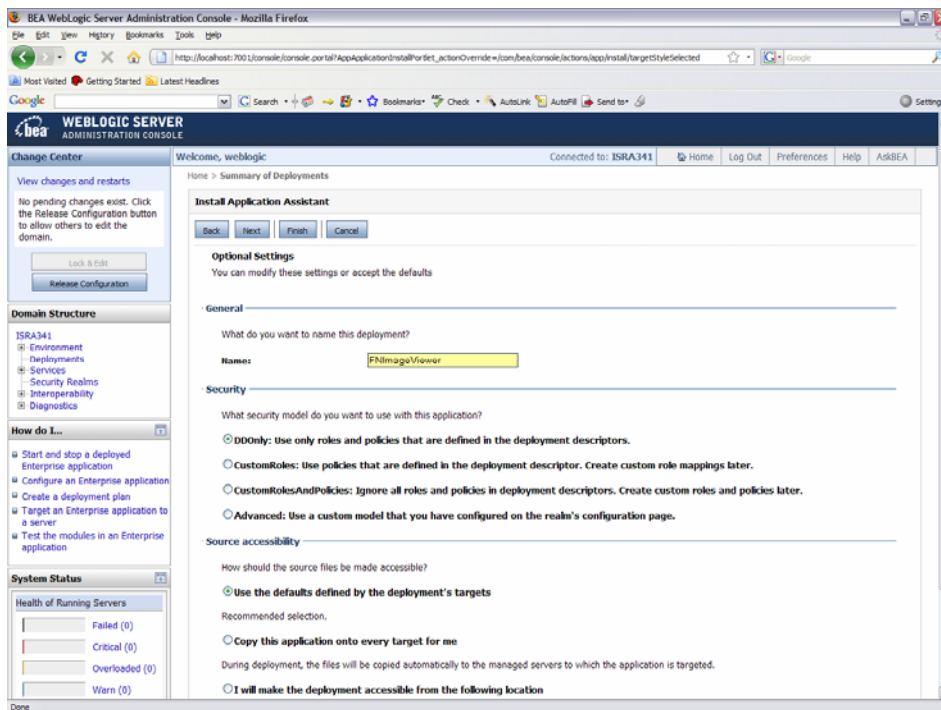 BEA WebLogic Server Administration Console - Mozilla Firefox
File Edit View History Bookmarks Tools Help
http://localhost:7001/console/console.portal?AppApplicationInstallPortlet_actionOverride=/com/bea/console/actions/app/install/targetStyleSelected
Google
Most Visited Getting Started Latest Headlines
Google Search Bookmarks Check AutoLink AutoFill Send to Setting
bea WEBLOGIC SERVER
ADMINISTRATION CONSOLE
Change Center
View changes and restarts
No pending changes exist. Click
the Release Configuration button
to allow others to edit the
domain.
Lock & Edit
Release Configuration
Domain Structure
ISRA341
Environment
Deployments
Services
Security Realms
Interoperability
Diagnostics
How do I...
Start and stop a deployed
Enterprise application
Configure an Enterprise application
Create a deployment plan
Target an Enterprise application to
a server
Test the modules in an Enterprise
application
System Status
Health of Running Servers
Failed (0)
Critical (0)
Overloaded (0)
Warn (0)
Welcome, weblogic Connected to: ISRA341 Home Log Out Preferences Help AskBEA
Home > Summary of Deployments
Install Application Assistant
Back Next Finish Cancel
Optional Settings
You can modify these settings or accept the defaults
General
What do you want to name this deployment?
Name: FNImageViewer
Security
What security model do you want to use with this application?
DDOnly: Use only roles and policies that are defined in the deployment descriptors.
CustomRoles: Use policies that are defined in the deployment descriptor. Create custom role mappings later.
CustomRolesAndPolicies: Ignore all roles and policies in deployment descriptors. Create custom roles and policies later.
Advanced: Use a custom model that you have configured on the realm's configuration page.
Source accessibility
How should the source files be made accessible?
Use the defaults defined by the deployment's targets
Recommended selection.
Copy this application onto every target for me
During deployment, the files will be copied automatically to the managed servers to which the application is targeted.
I will make the deployment accessible from the following location
Done